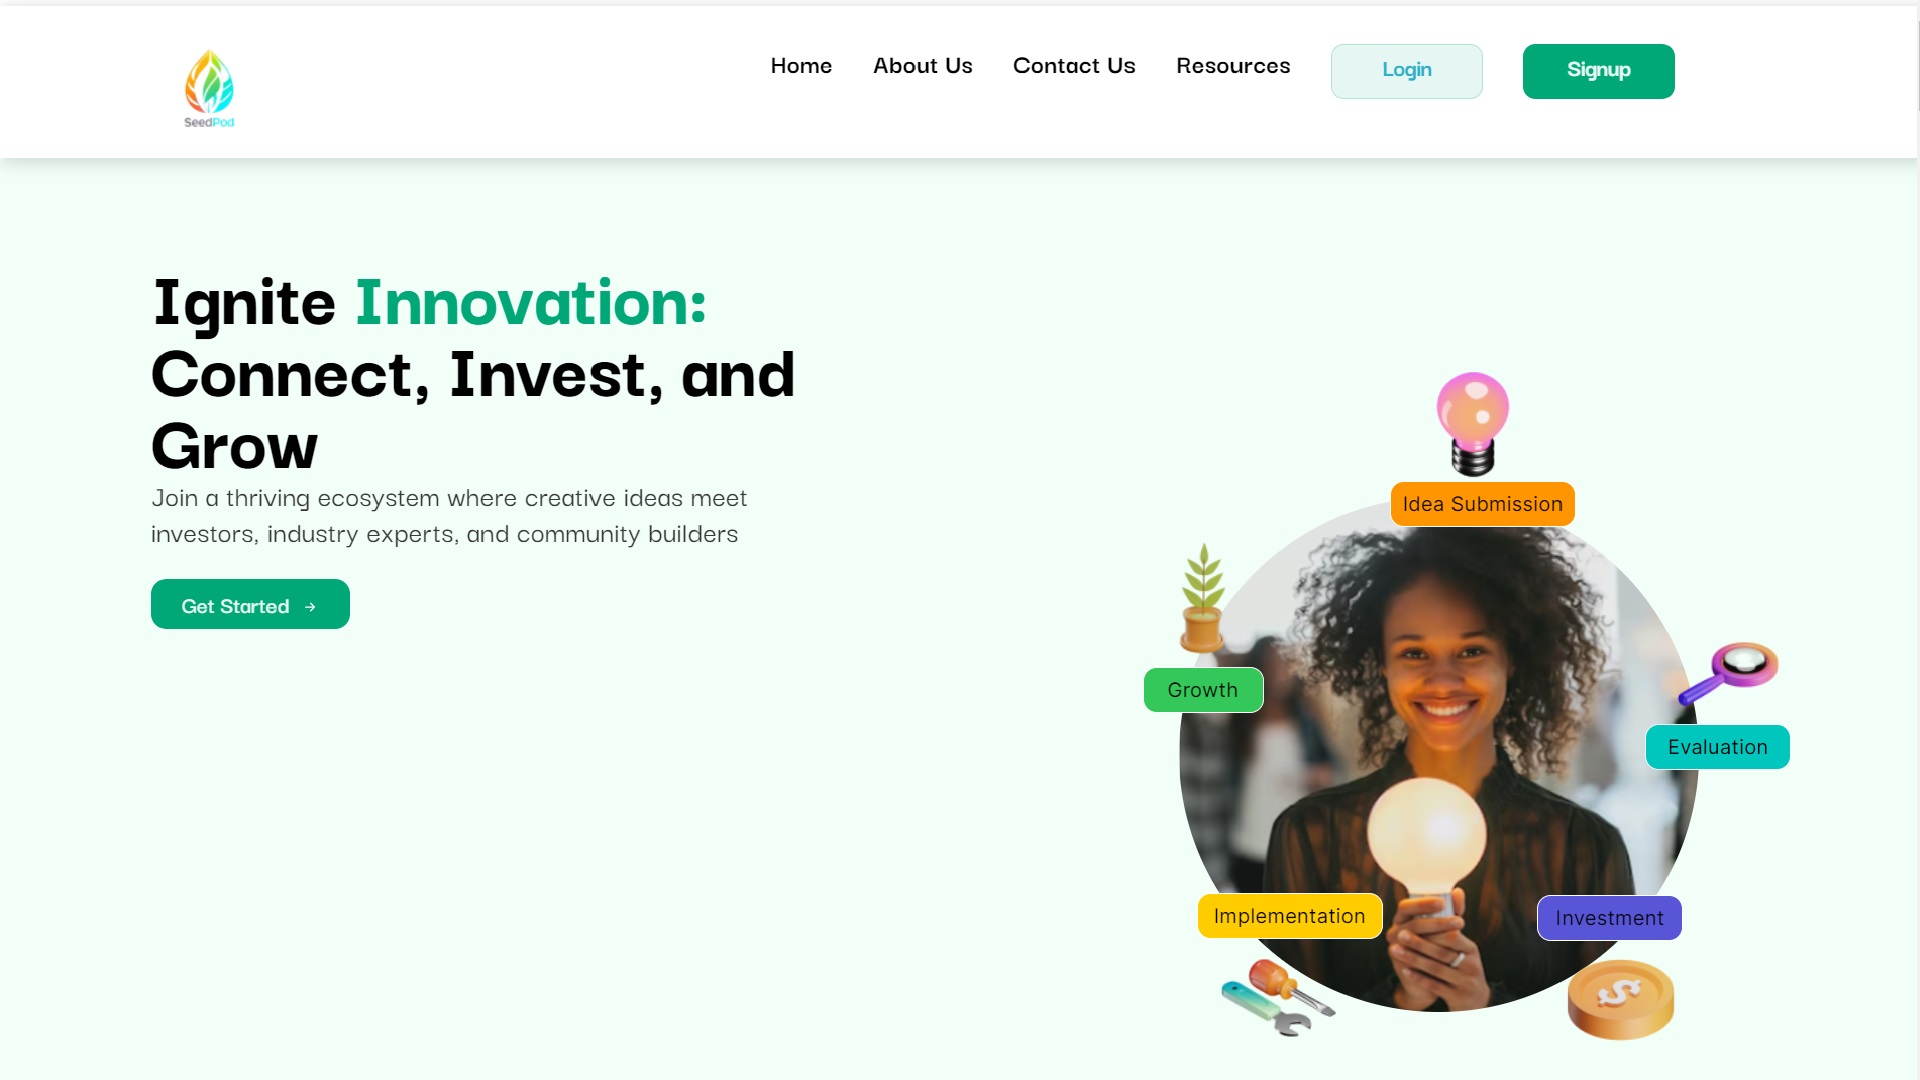 SeedPod
Home
About Us
Contact Us
Resources
Login
Signup
Ignite Innovation:
Connect, Invest, and
Grow
Join a thriving ecosystem where creative ideas meet
investors, industry experts, and community builders
Get Started →
Idea Submission
Growth
Evaluation
Implementation
Investment
$